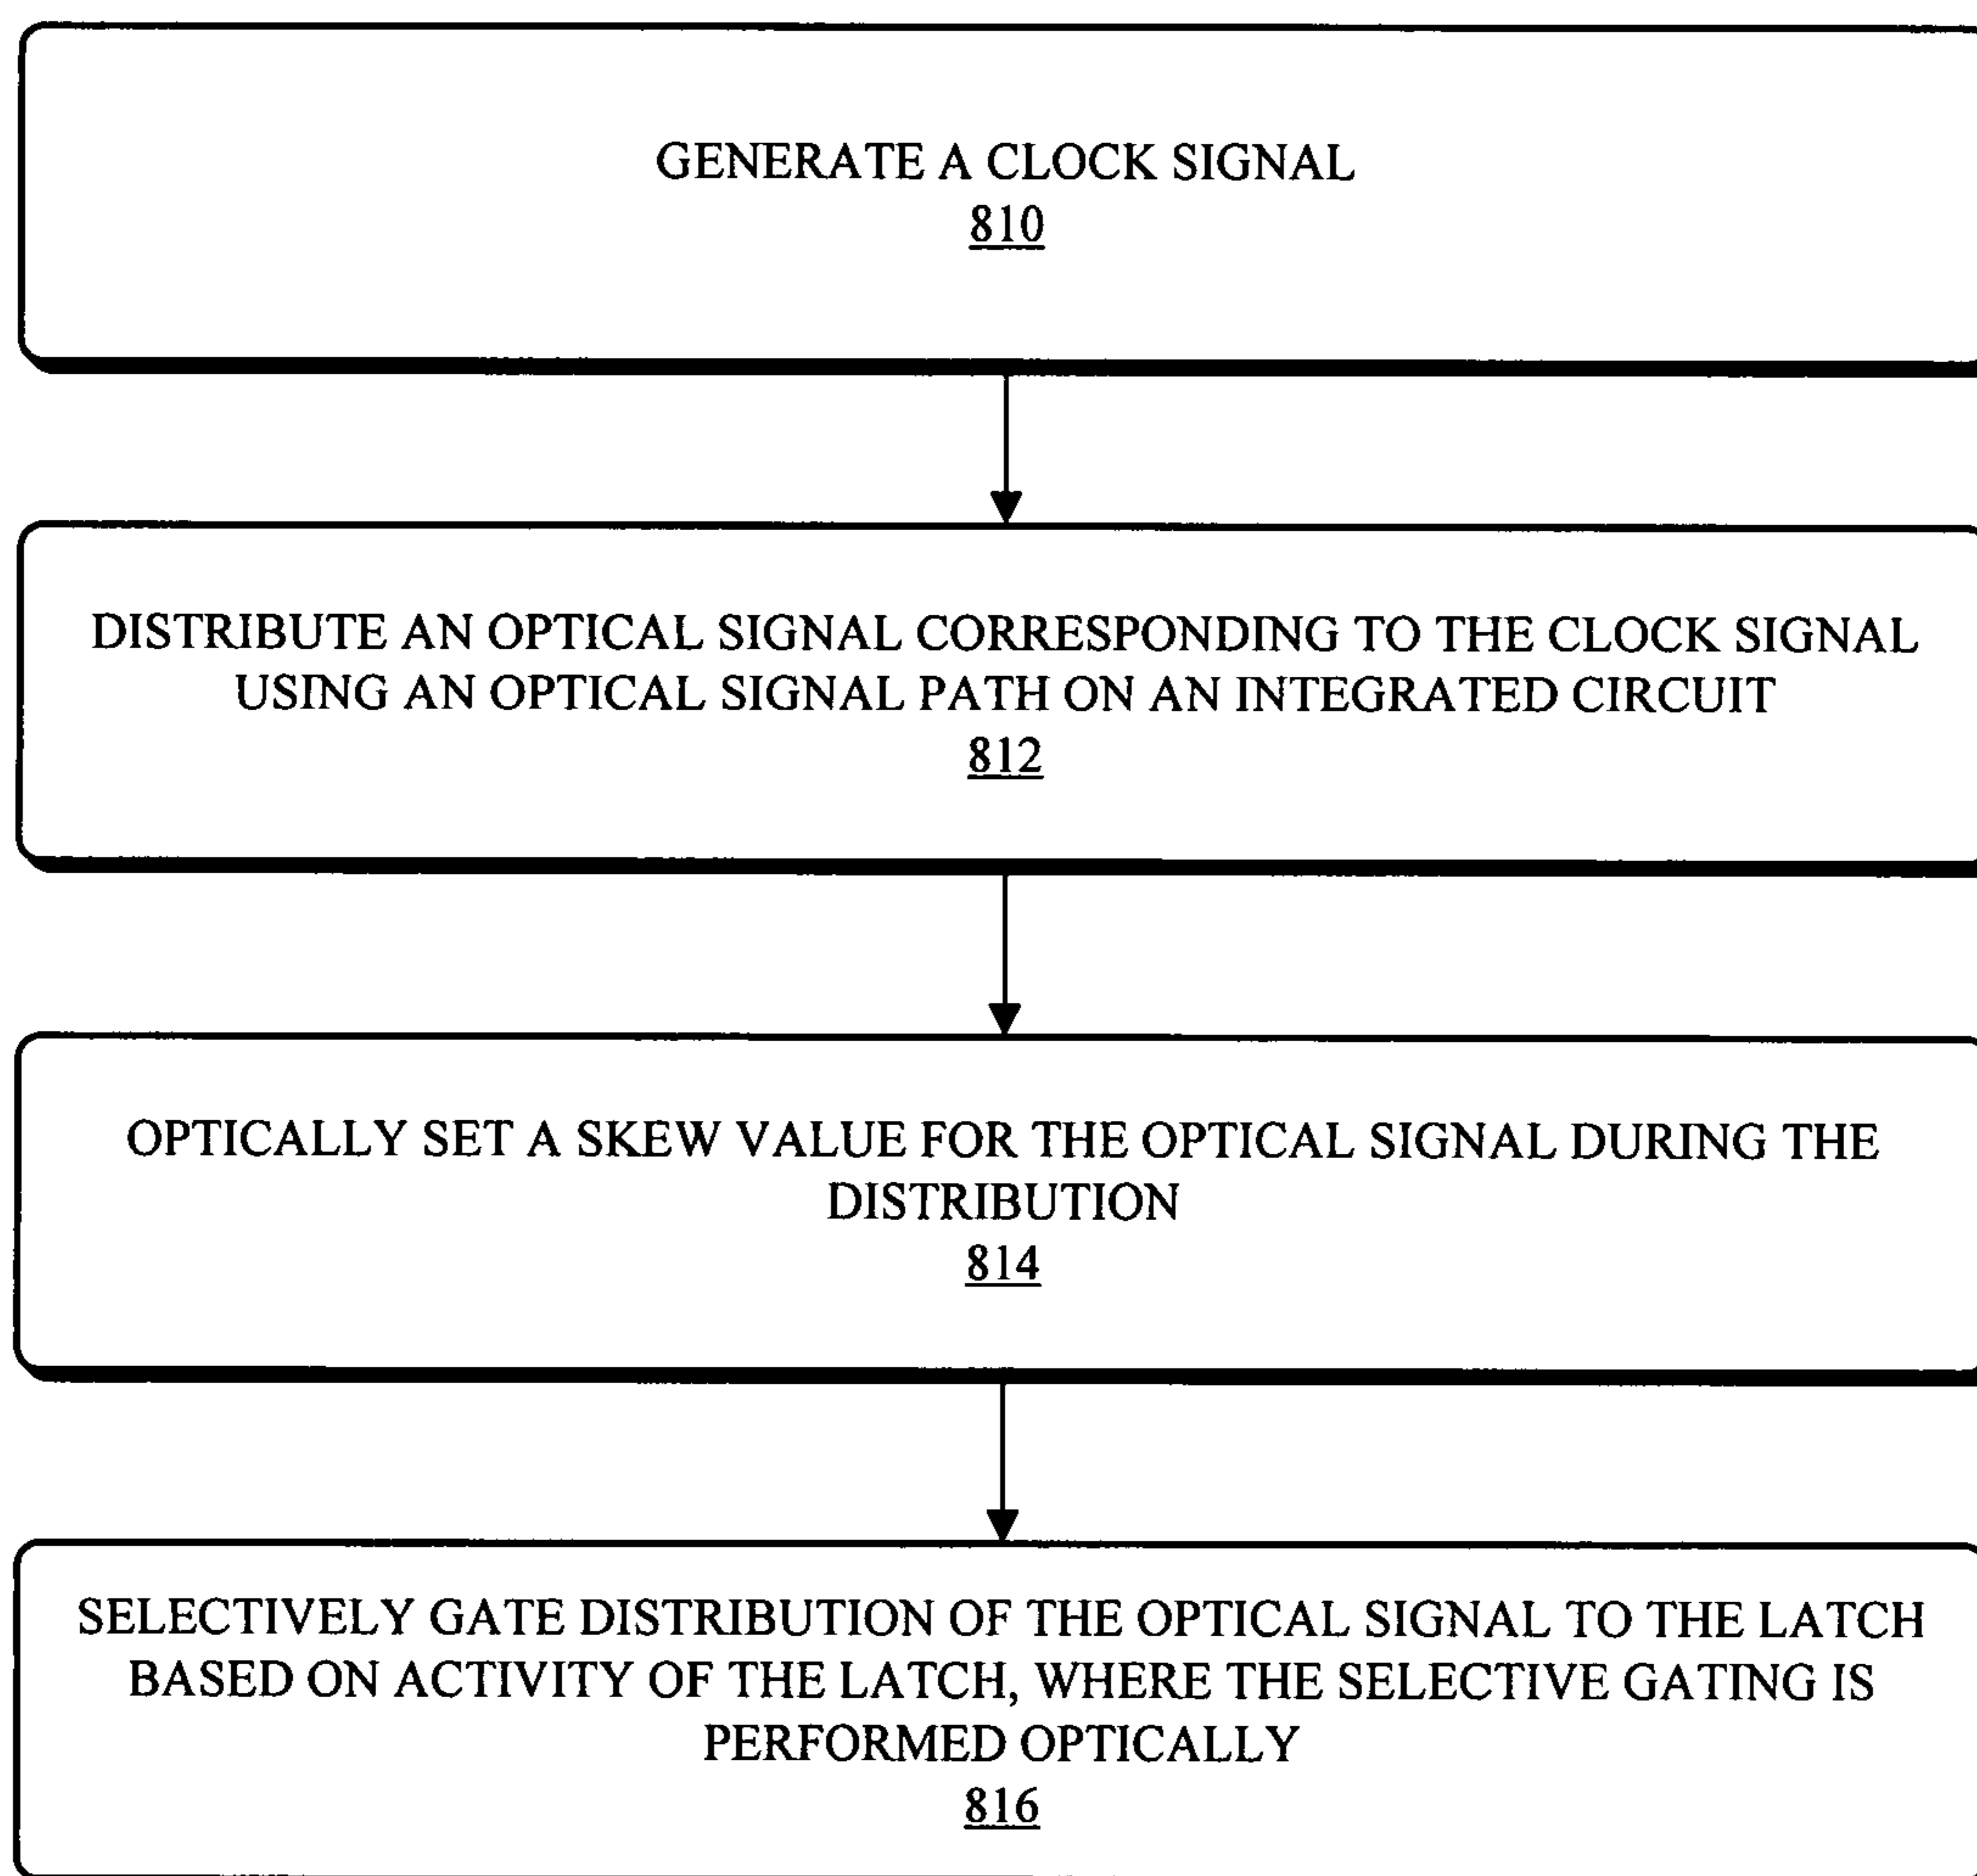 GENERATE A CLOCK SIGNAL
810
DISTRIBUTE AN OPTICAL SIGNAL CORRESPONDING TO THE CLOCK SIGNAL
USING AN OPTICAL SIGNAL PATH ON AN INTEGRATED CIRCUIT
812
OPTICALLY SET A SKEW VALUE FOR THE OPTICAL SIGNAL DURING THE
DISTRIBUTION
814
SELECTIVELY GATE DISTRIBUTION OF THE OPTICAL SIGNAL TO THE LATCH
BASED ON ACTIVITY OF THE LATCH, WHERE THE SELECTIVE GATING IS
PERFORMED OPTICALLY
816